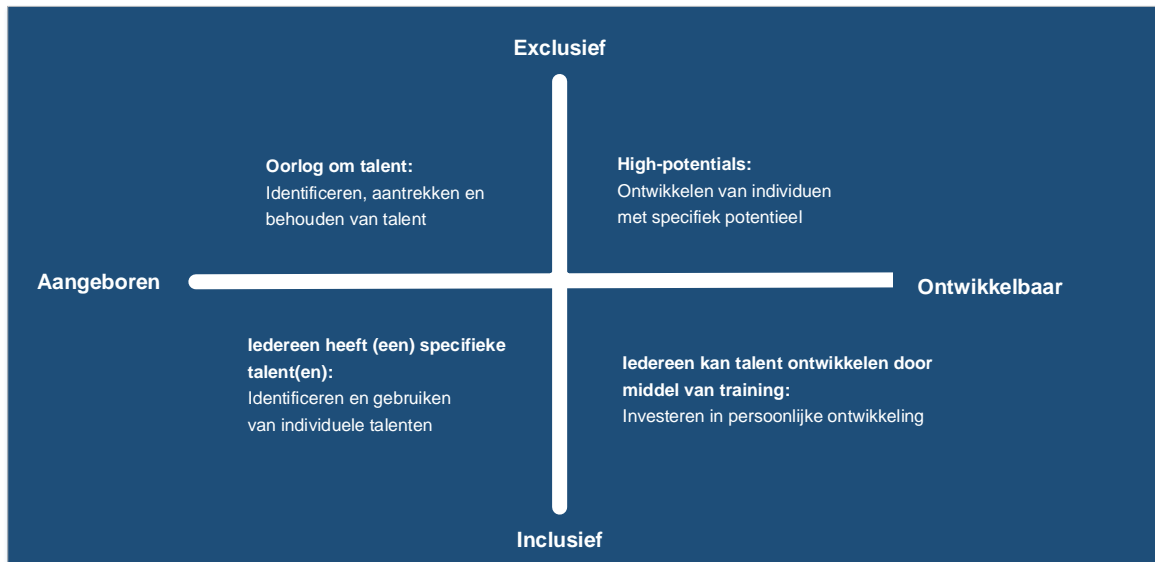 Exclusief
Oorlog om talent:
Identificeren, aantrekken en
behouden van talent
High-potentials:
Ontwikkelen van individuen
met specifiek potentieel
Aangeboren
Ontwikkelbaar
Iedereen heeft (een) specifieke
talent(en):
Identificeren en gebruiken
van individuele talenten
Iedereen kan talent ontwikkelen door
middel van training:
Investeren in persoonlijke ontwikkeling
Inclusief